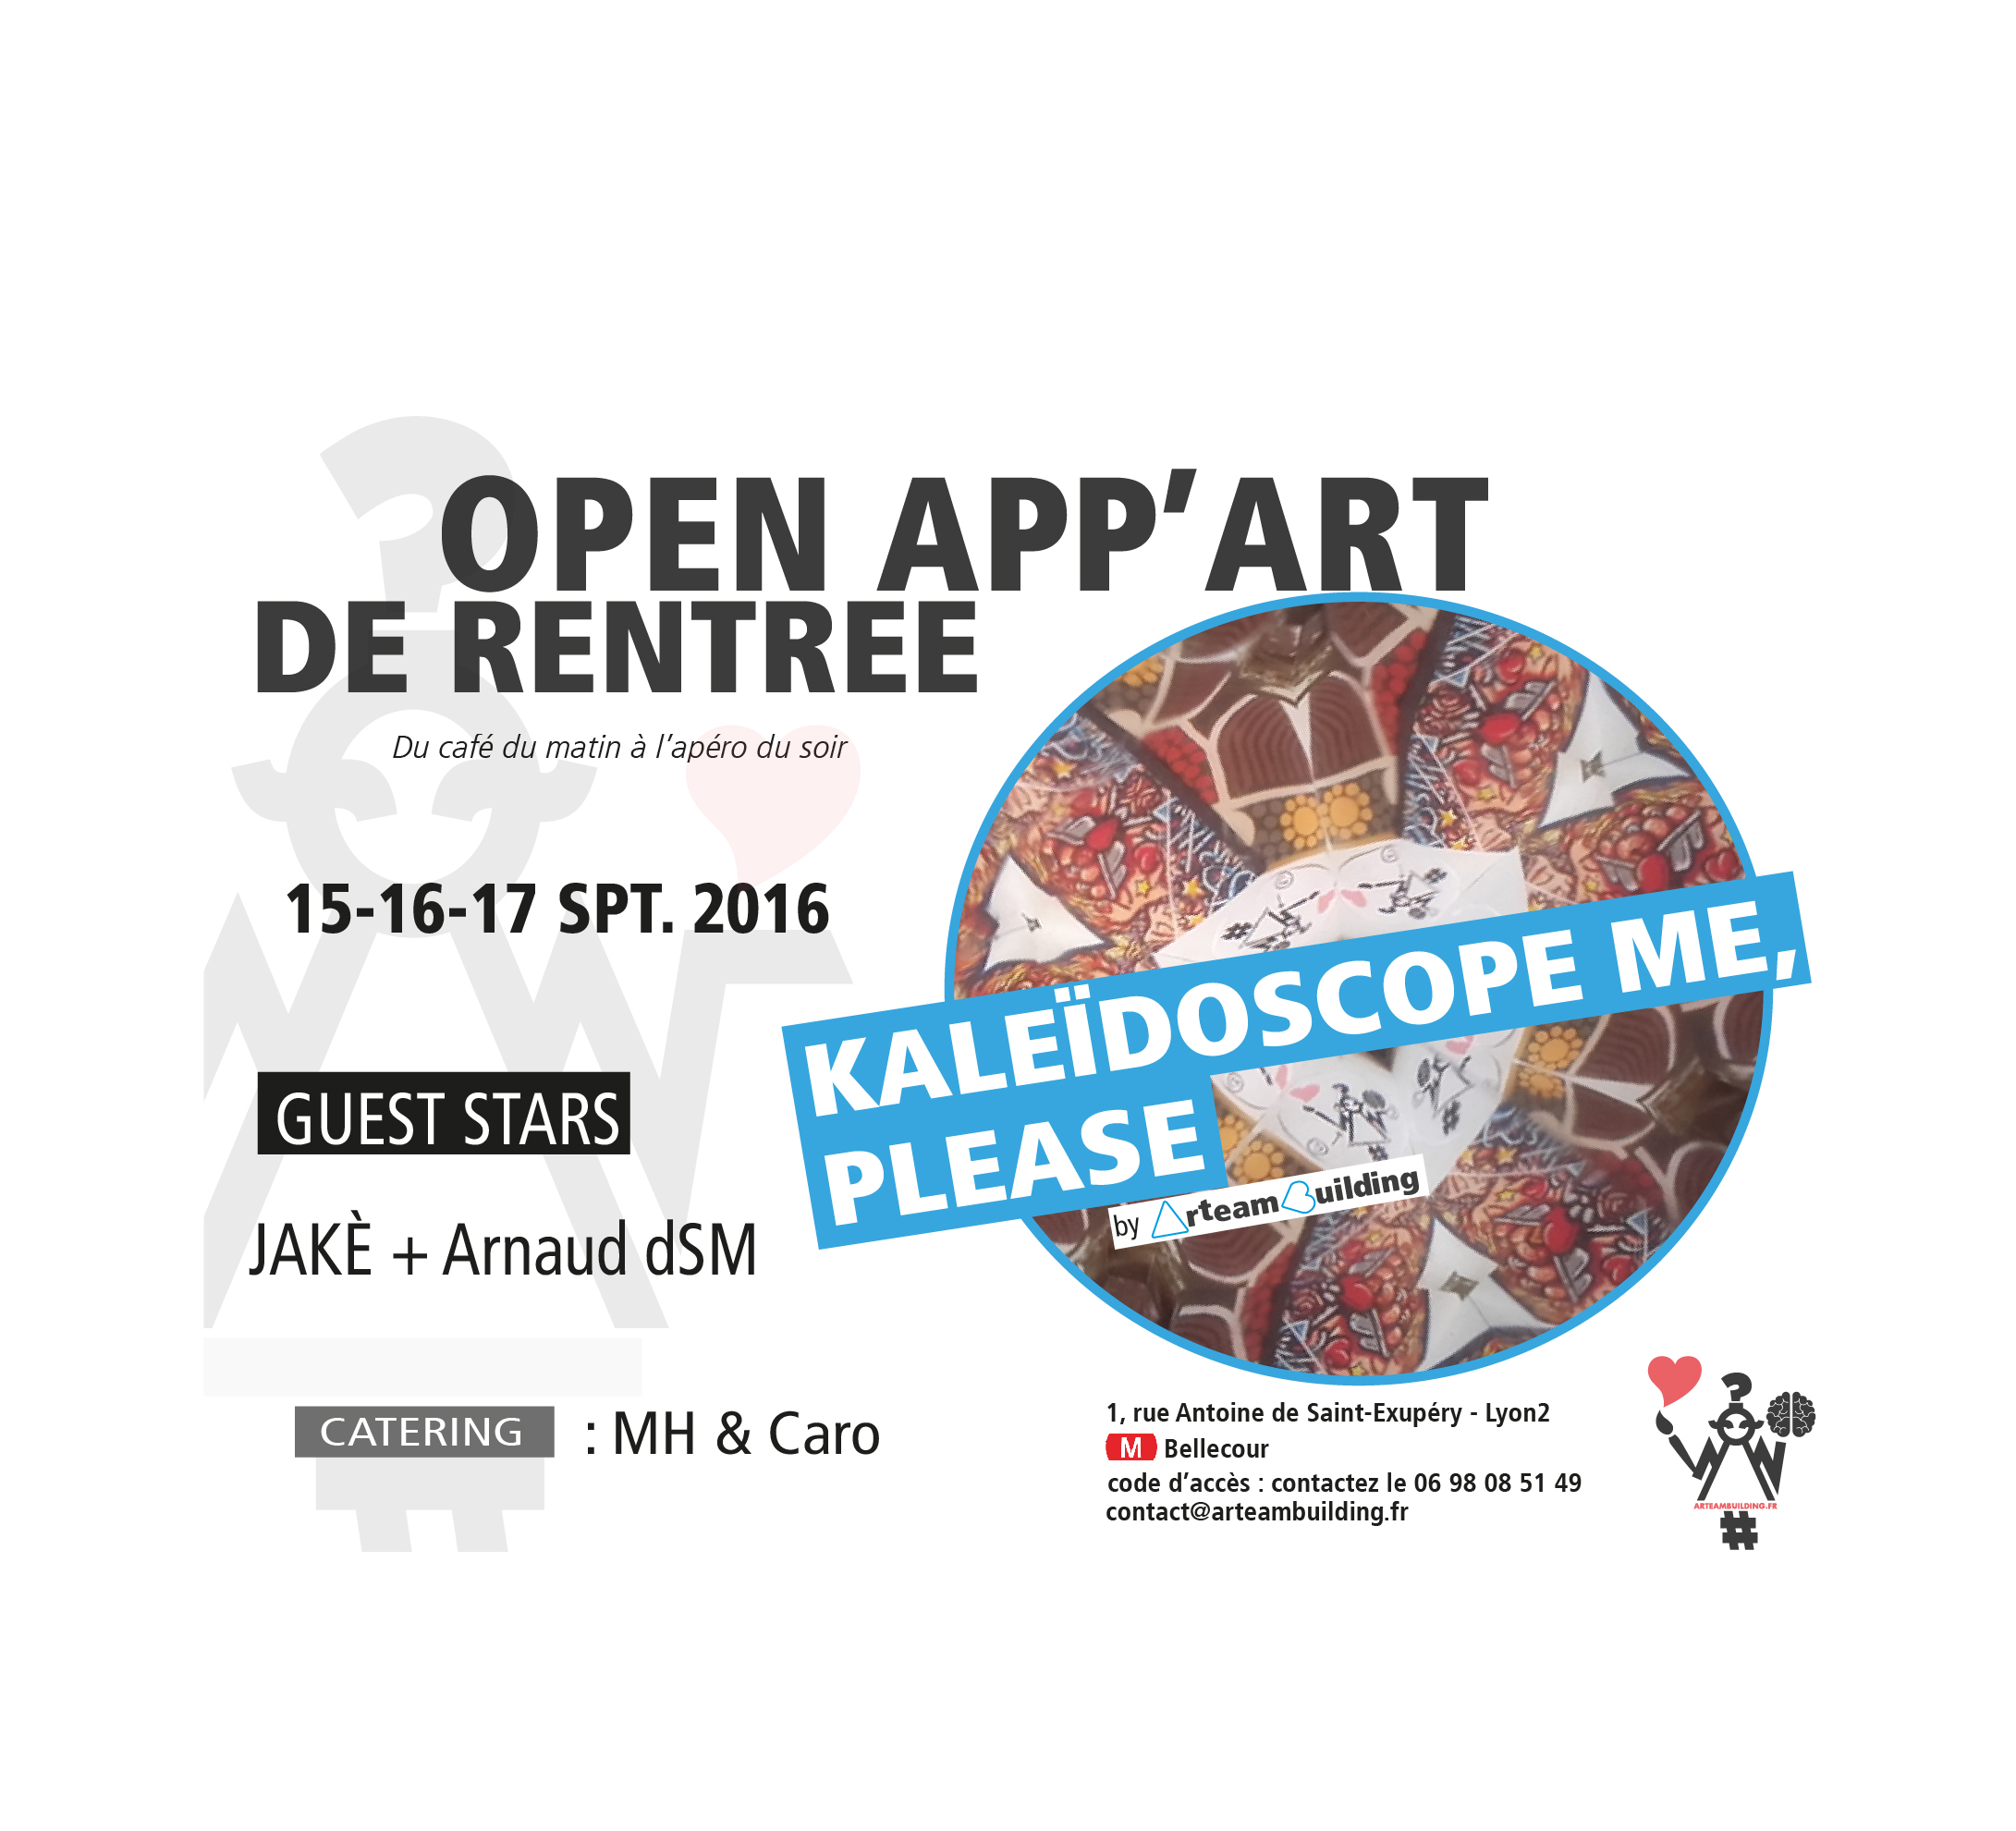 OPEN APP’ART
DE RENTREE
Du café du matin à l’apéro du soir
15-16-17 SPT. 2016
GUEST STARS
JAKÈ + Arnaud dSM
CATERING : MH & Caro
KALEÏDOSCOPE ME,
PLEASE
by ArteamBuilding
1, rue Antoine de Saint-Exupéry - Lyon2
M Bellecour
code d’accès : contactez le 06 98 08 51 49
contact@arteambuilding.fr
?
ARTEAMBUILDING.FR
#